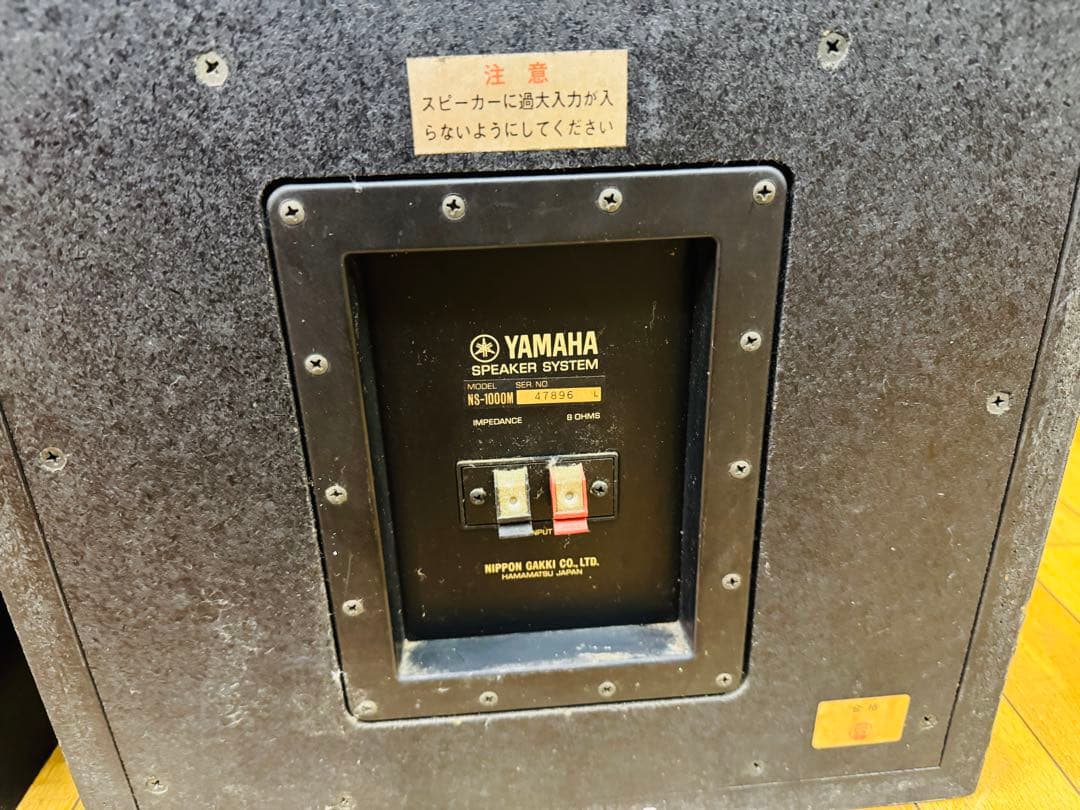 注意
スピーカーに過大入力が入
らないようにしてください
YAMAHA
SPEAKER SYSTEM
MODEL SER. NO.
NS-1000M 47896 L
IMPEDANCE 8 OHMS
INPUT
NIPPON GAKKI CO., LTD.
HAMAMATSU JAPAN
合格